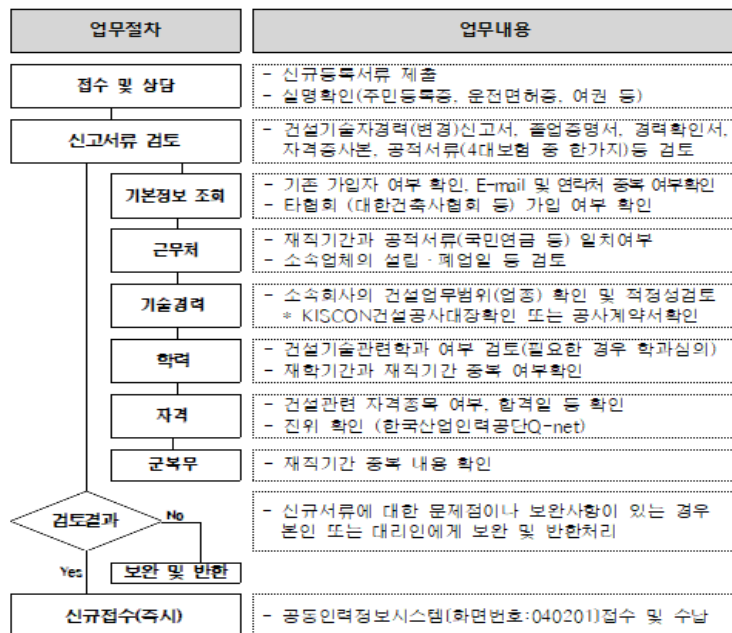 업무절차
업무내용
접수 및 상담
- 신규등록서류 제출
- 실명확인(주민등록증, 운전면허증, 여권 등)
신고서류 검토
- 건설기술자경력(변경)신고서, 졸업증명서, 경력확인서,
자격증사본, 공적서류(4대보험 중 한가지)등 검토
기본정보 조회
- 기존 가입자 여부 확인, E-mail 및 연락처 중복 여부확인
- 타협회 (대한건축사협회 등) 가입 여부 확인
근무처
- 재직기간과 공적서류(국민연금 등) 일치여부
- 소속업체의 설립 · 폐업일 등 검토
기술경력
- 소속회사의 건설업무범위(업종) 확인 및 적정성검토
* KISCON건설공사대장확인 또는 공사계약서확인
학력
- 건설기술관련학과 여부 검토(필요한 경우 학과심의)
- 재학기간과 재직기간 중복 여부확인
자격
- 건설관련 자격종목 여부, 합격일 등 확인
- 진위 확인 (한국산업인력공단Q-net)
군복무
- 재직기간 중복 내용 확인
검토결과
No
- 신규서류에 대한 문제점이나 보완사항이 있는 경우
본인 또는 대리인에게 보완 및 반환처리
Yes
보완 및 반환
신규접수(즉시)
- 공동인력정보시스템[화면번호:040201]접수 및 수납